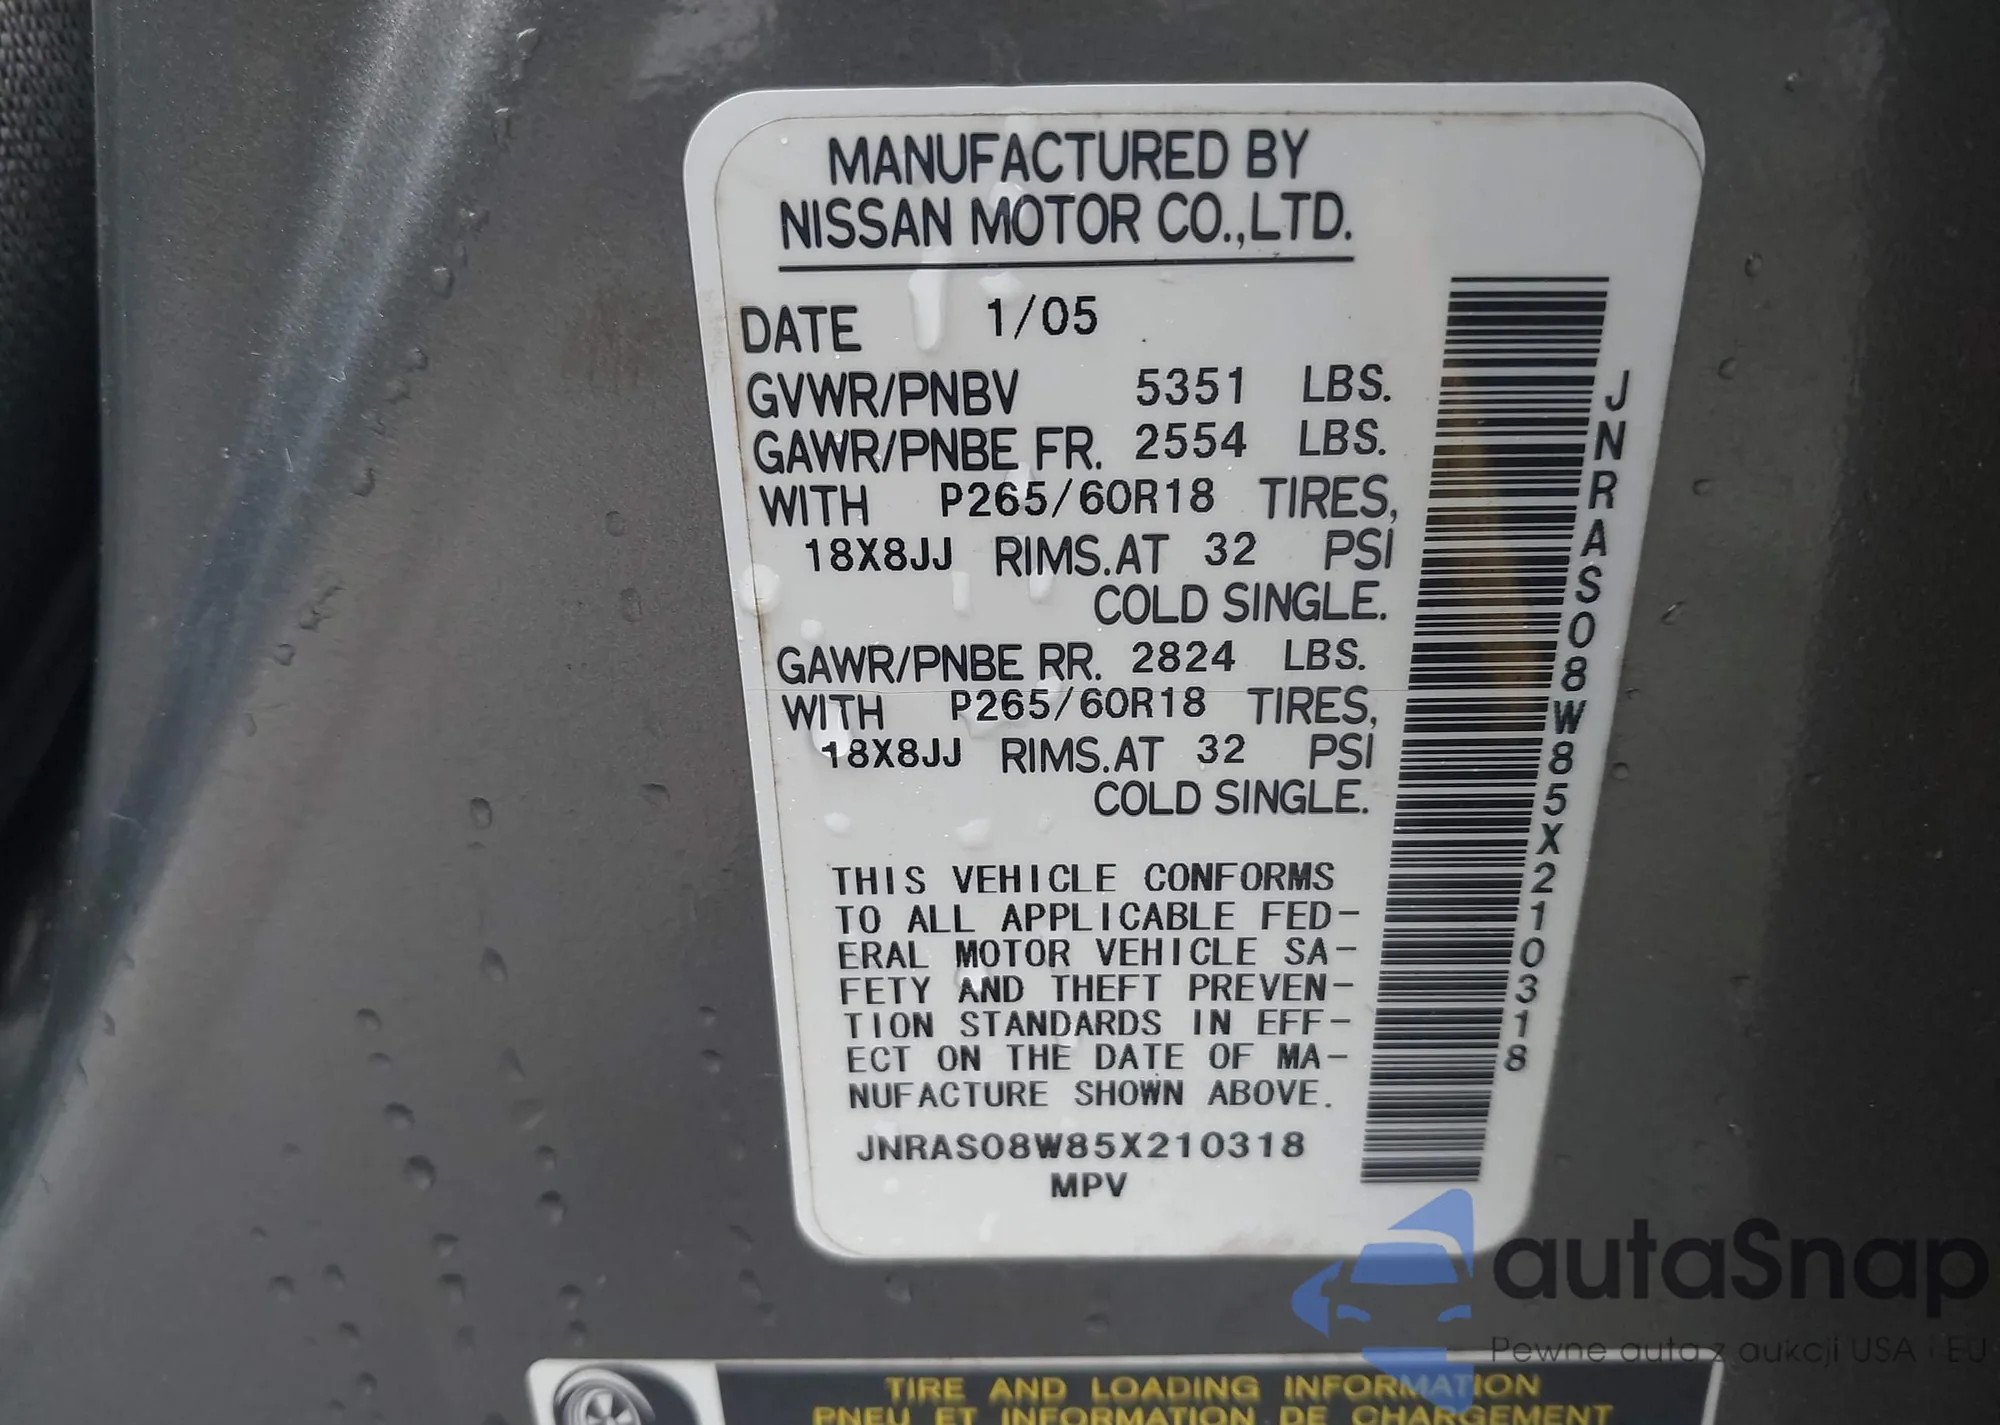 MANUFACTURED BY
NISSAN MOTOR CO.,LTD.
DATE 1/05
GVWR/PNBV 5351 LBS.
GAWR/PNBE FR. 2554 LBS.
WITH P265/60R18 TIRES,
18X8JJ RIMS.AT 32 PSI
COLD SINGLE.
GAWR/PNBE RR. 2824 LBS.
WITH P265/60R18 TIRES,
18X8JJ RIMS.AT 32 PSI
COLD SINGLE.
THIS VEHICLE CONFORMS
TO ALL APPLICABLE FED-
ERAL MOTOR VEHICLE SA-
FETY AND THEFT PREVEN-
TION STANDARDS IN EFF-
ECT ON THE DATE OF MA-
NUFACTURE SHOWN ABOVE.
JNRAS08W85X210318
MPV
JNRAS08W85X210318
autaSnap
Pewne auta z aukcji USA i EU
TIRE AND LOADING INFORMATION
PNEU ET INFORMATION DE CHARGEMENT